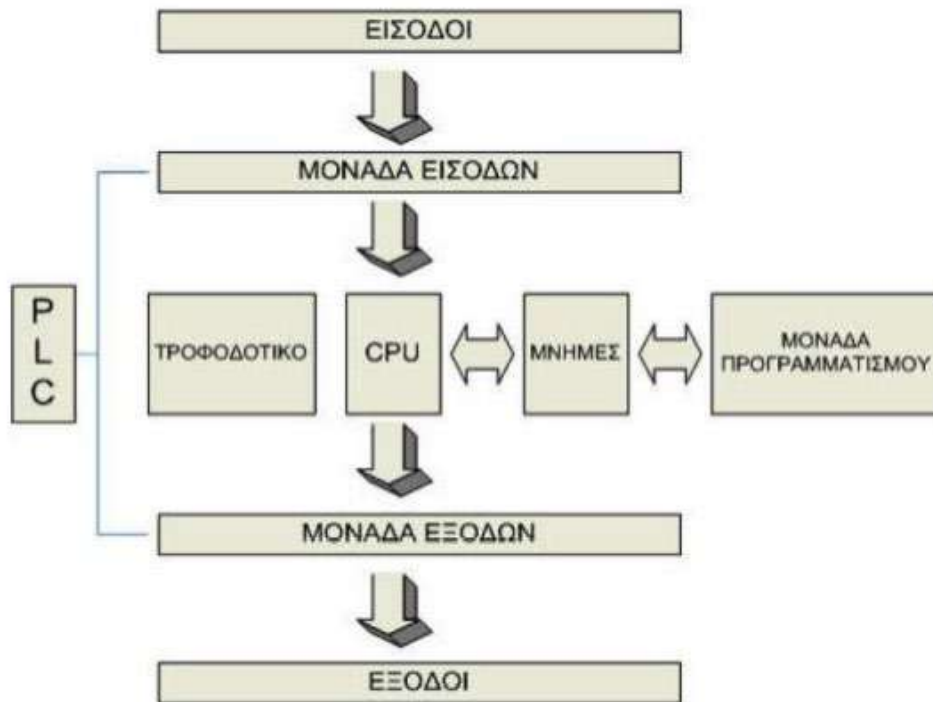 ΕΙΣΟΔΟΙ
ΜΟΝΑΔΑ ΕΙΣΟΔΩΝ
P
L
C
ΤΡΟΦΟΔΟΤΙΚΟ
CPU
ΜΝΗΜΕΣ
ΜΟΝΑΔΑ
ΠΡΟΓΡΑΜΜΑΤΙΣΜΟΥ
ΜΟΝΑΔΑ ΕΞΟΔΩΝ
ΕΞΟΔΟΙ